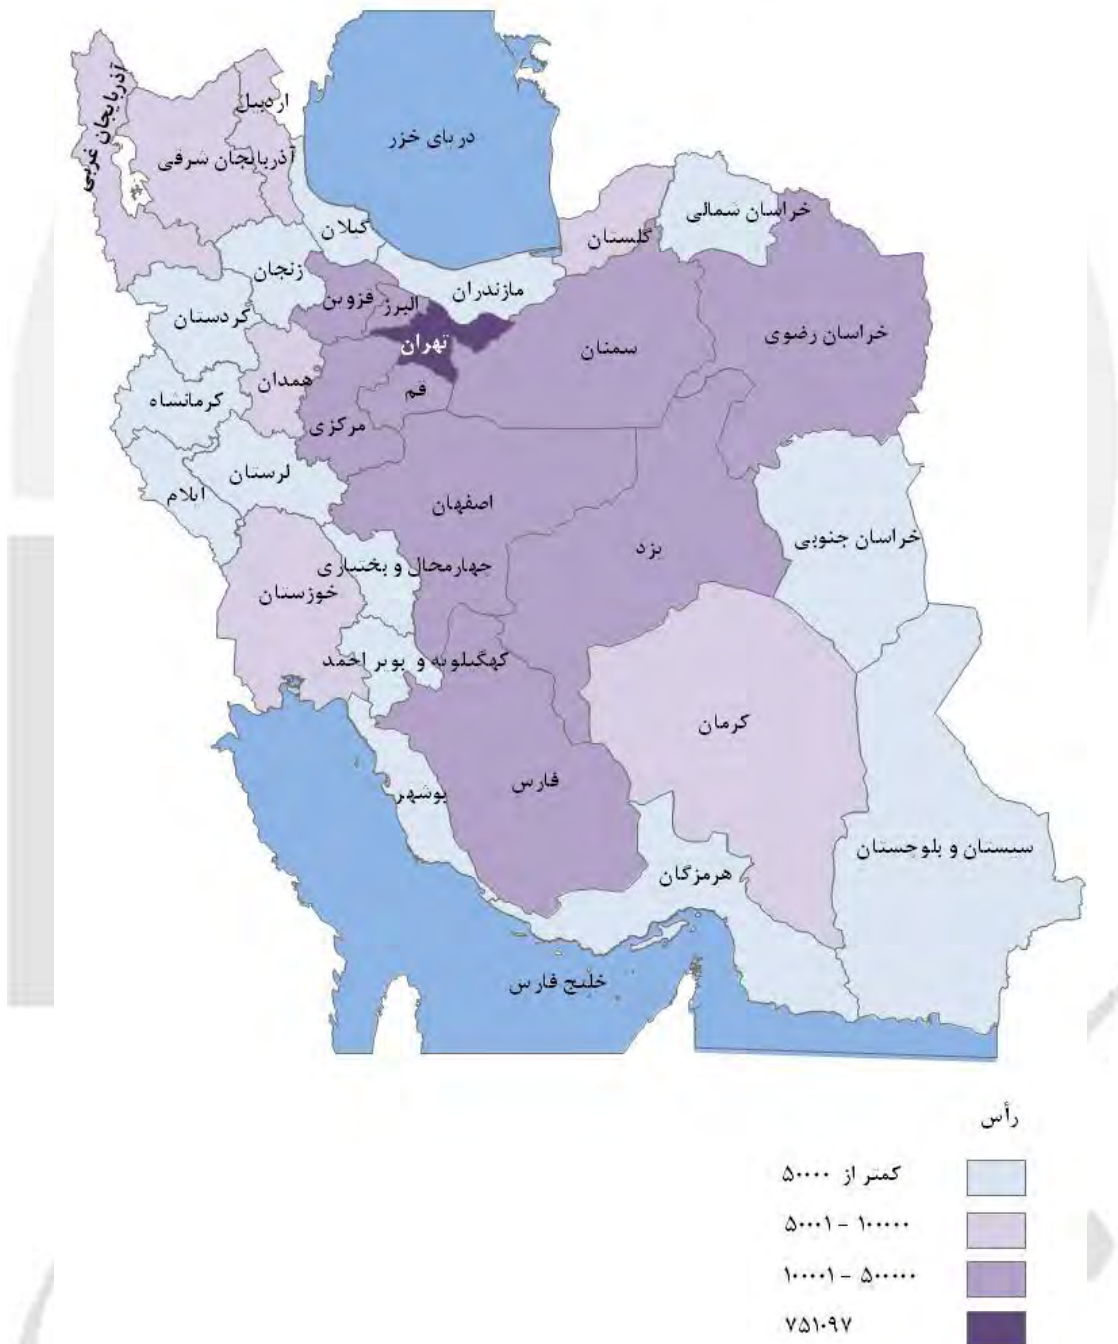 آذربایجان غربی
اردبیل
آذربایجان شرقی
دریای خزر
گیلان
خراسان شمالی
گلستان
زنجان
قزوین
البرز
مازندران
کردستان
تهران
سمنان
خراسان رضوی
همدان
قم
کرمانشاه
مرکزی
لرستان
ایلام
اصفهان
خراسان جنوبی
یزد
چهارمحال و بختیاری
خوزستان
کهگیلویه و بویر احمد
کرمان
فارس
بوشهر
سیستان و بلوچستان
هرمزگان
خلیج فارس
رأس
کمتر از ۵۰۰۰۰
۵۰۰۰۱ - ۱۰۰۰۰۰
۱۰۰۰۰۱ - ۵۰۰۰۰۰
۷۵۱۰۹۷